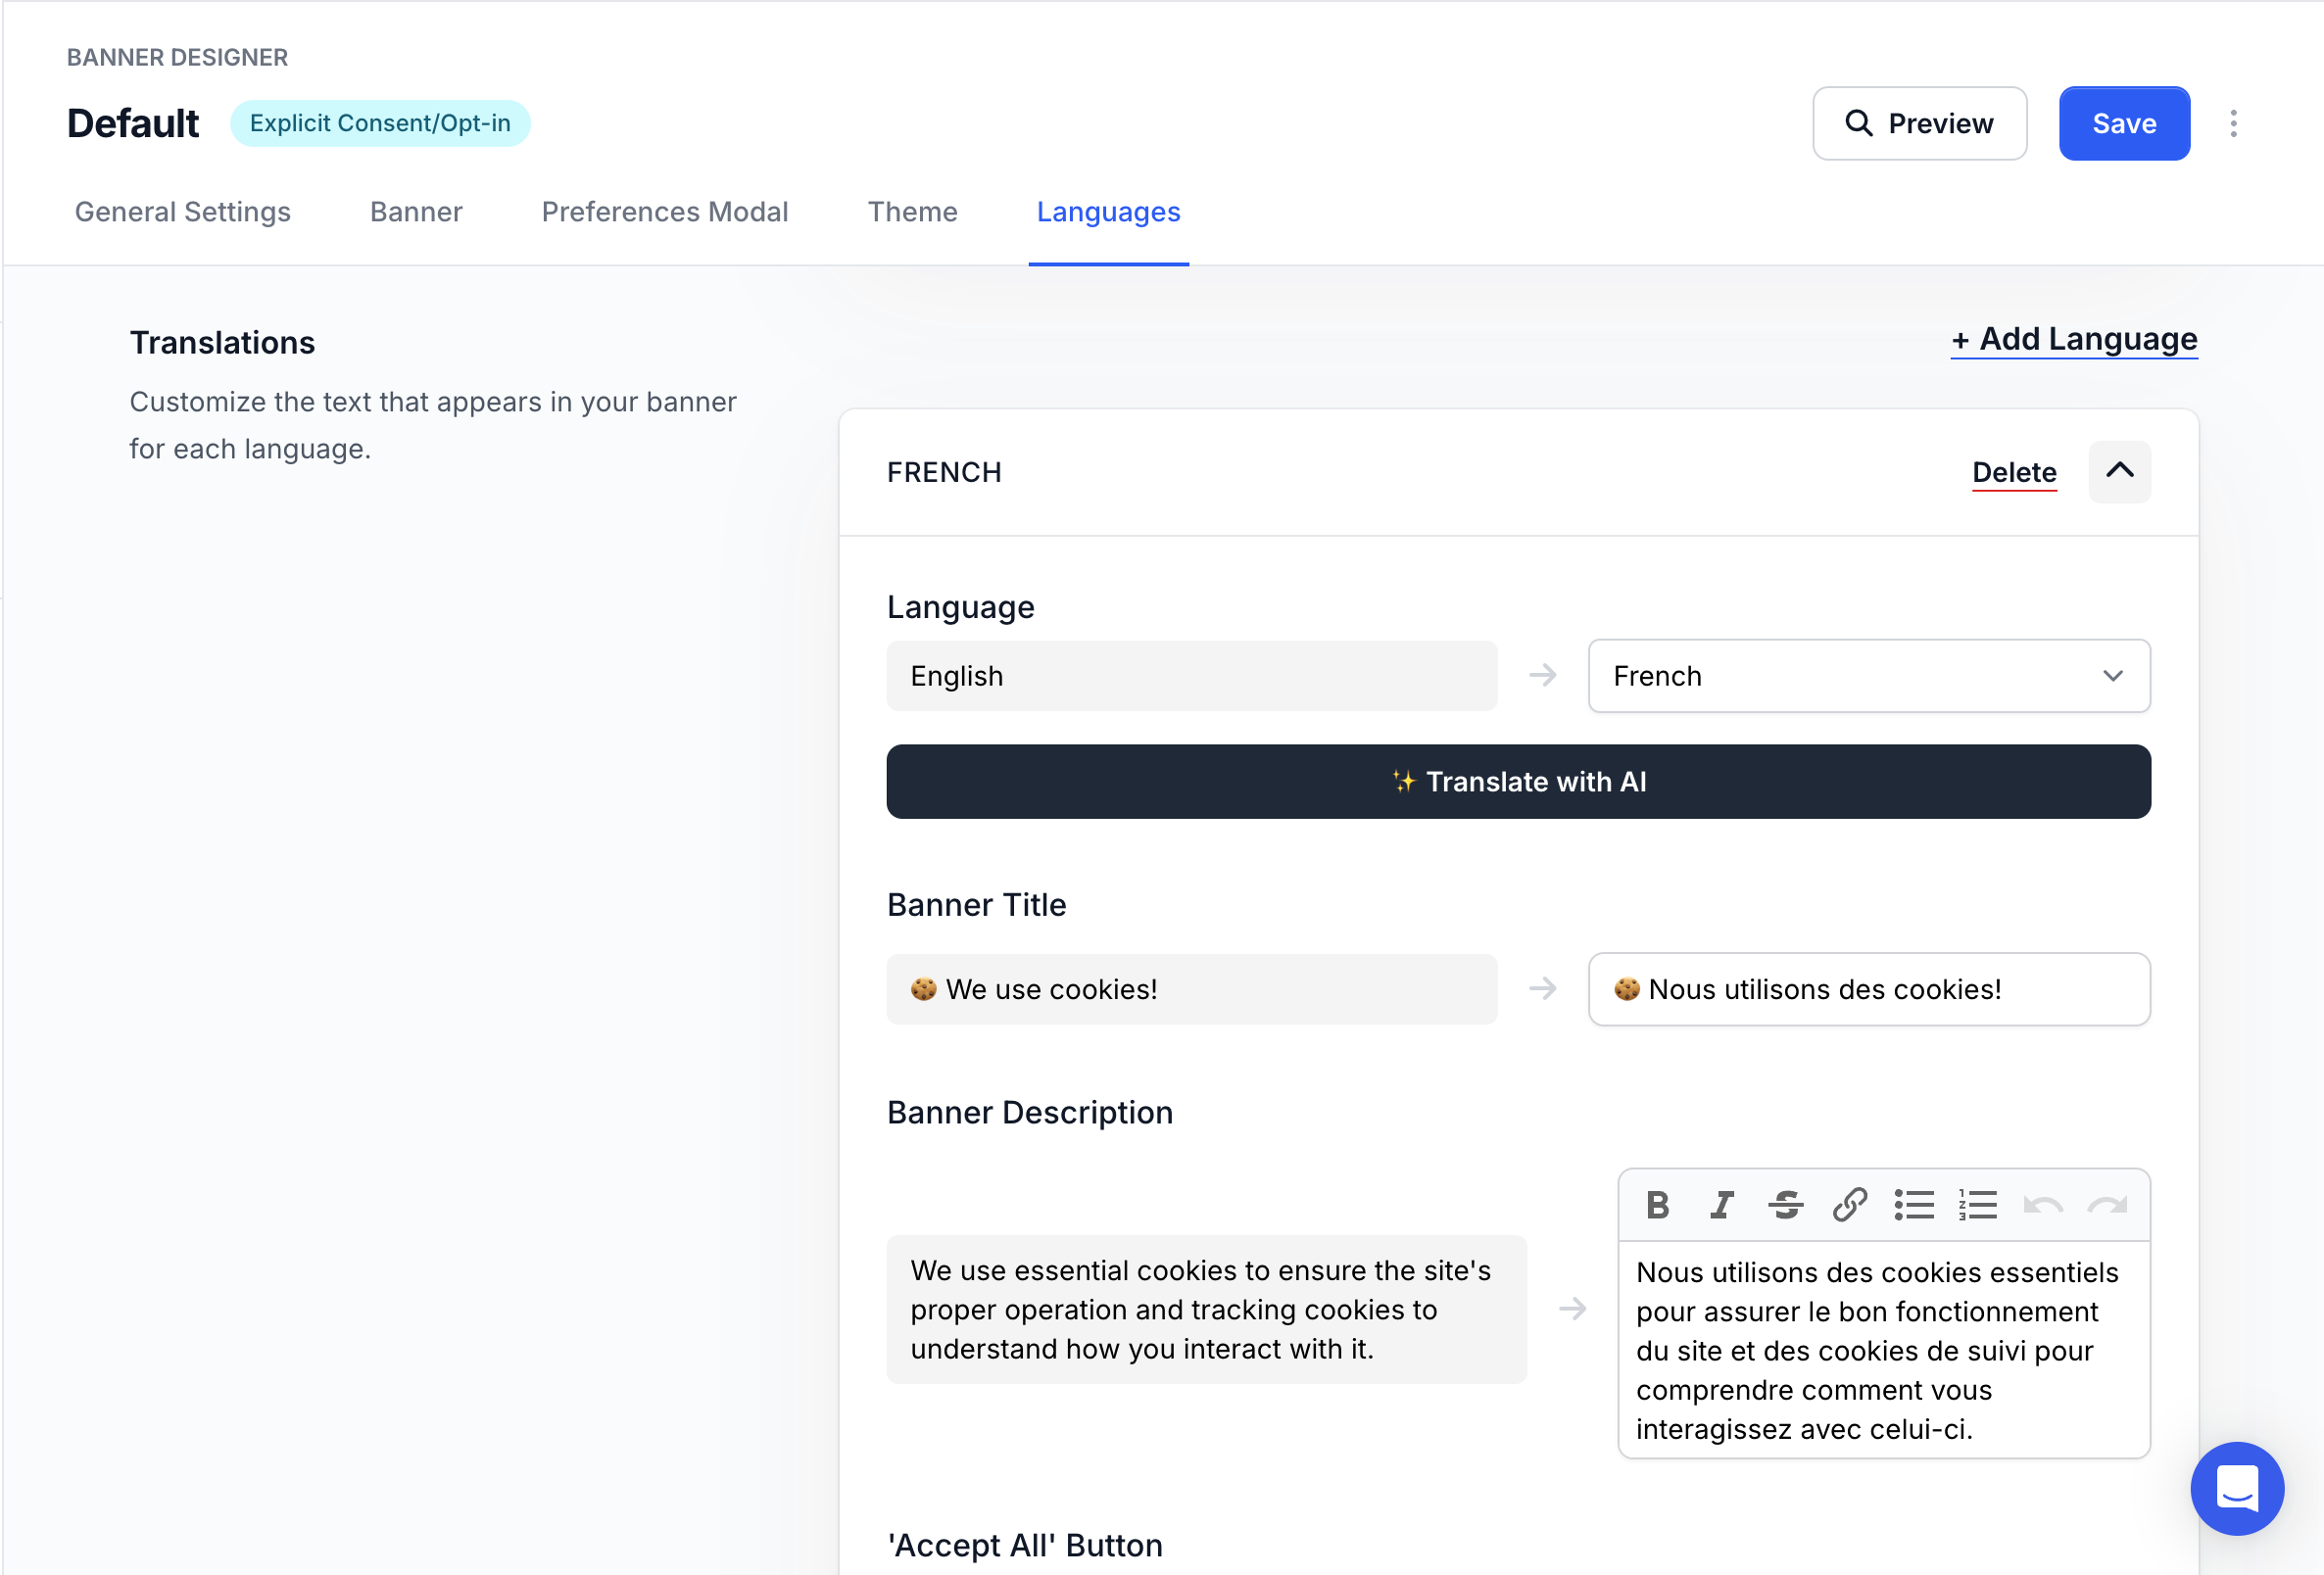 BANNER DESIGNER
Default
Explicit Consent/Opt-in
Preview
Save
General Settings
Banner
Preferences Modal
Theme
Languages
Translations
Customize the text that appears in your banner
for each language.
+ Add Language
FRENCH
Delete
Language
English
French
✨ Translate with AI
Banner Title
🍪 We use cookies!
🍪 Nous utilisons des cookies!
Banner Description
We use essential cookies to ensure the site's
proper operation and tracking cookies to
understand how you interact with it.
B I S
Nous utilisons des cookies essentiels
pour assurer le bon fonctionnement
du site et des cookies de suivi pour
comprendre comment vous
interagissez avec celui-ci.
'Accept All' Button